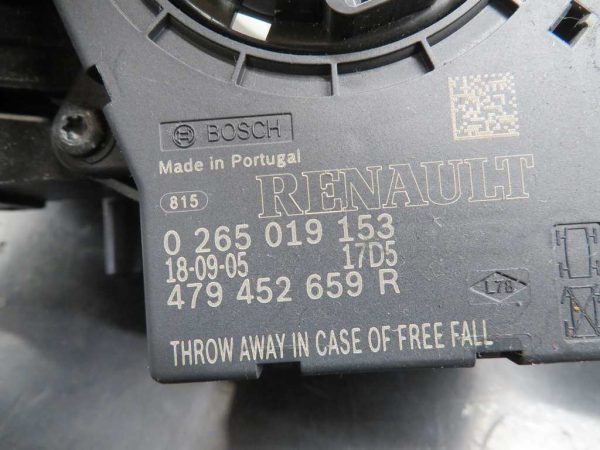 BOSCH
Made in Portugal
815 RENAULT
0 265 019 153
18-09-05 17D5
479 452 659 R
L78
THROW AWAY IN CASE OF FREE FALL